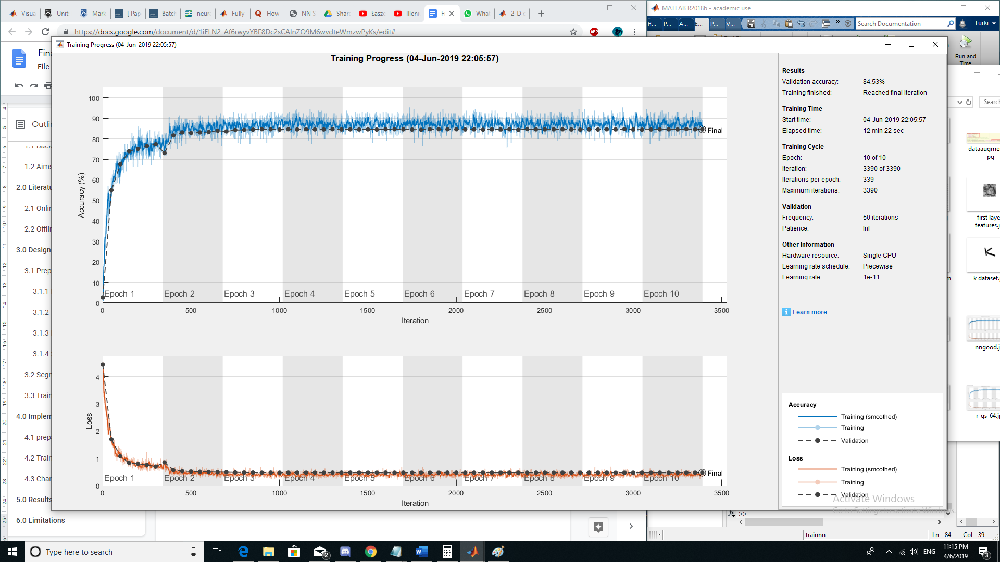 Visua
Unit:
Mark
[ Pap
Batch
neura
Fully
How
NN S
Share
Łasze
Illeni
Fi
What
2-D c
https://docs.google.com/document/d/1iELN2_Af6rwyvYBF8Dc2sCAInZO9M6wvdteWmzwPyKs/edit#
ABP
MATLAB R2018b - academic use
H...
P...
A...
E...
P...
V...
Search Documentation
Turki
Run and
Time
Fina
File
Outlin
1.2 Aims
2.0 Literatu
2.1 Onlin
2.2 Offlin
3.0 Design
3.1 Prep
3.1.1
3.1.2
3.1.3
3.1.4
3.2 Segn
3.3 Train
4.0 Implem
4.1 prep
4.2 Train
4.3 Char
5.0 Results
6.0 Limitations
Training Progress (04-Jun-2019 22:05:57)
Training Progress (04-Jun-2019 22:05:57)
Accuracy (%)
100
90
80
70
60
50
40
30
20
10
0
Final
Epoch 1
Epoch 2
Epoch 3
Epoch 4
Epoch 5
Epoch 6
Epoch 7
Epoch 8
Epoch 9
Epoch 10
0
500
1000
1500
2000
2500
3000
3500
Iteration
Loss
4
3
2
1
0
Final
Epoch 1
Epoch 2
Epoch 3
Epoch 4
Epoch 5
Epoch 6
Epoch 7
Epoch 8
Epoch 9
Epoch 10
0
500
1000
1500
2000
2500
3000
3500
Iteration
Results
Validation accuracy: 84.53%
Training finished: Reached final iteration
Training Time
Start time: 04-Jun-2019 22:05:57
Elapsed time: 12 min 22 sec
Training Cycle
Epoch: 10 of 10
Iteration: 3390 of 3390
Iterations per epoch: 339
Maximum iterations: 3390
Validation
Frequency: 50 iterations
Patience: Inf
Other Information
Hardware resource: Single GPU
Learning rate schedule: Piecewise
Learning rate: 1e-11
Learn more
Accuracy
Training (smoothed)
Training
Validation
Loss
Training (smoothed)
Training
Validation
Activate Windows
Go to Settings to activate Windows.
Searc
dataaugme
pg
first laye
features.j
K
k dataset.j
nngood.j
r-gs-64.jp
fx >>
trainnn
Ln 84 Col 39
Type here to search
2
ENG
11:15 PM
4/6/2019
3